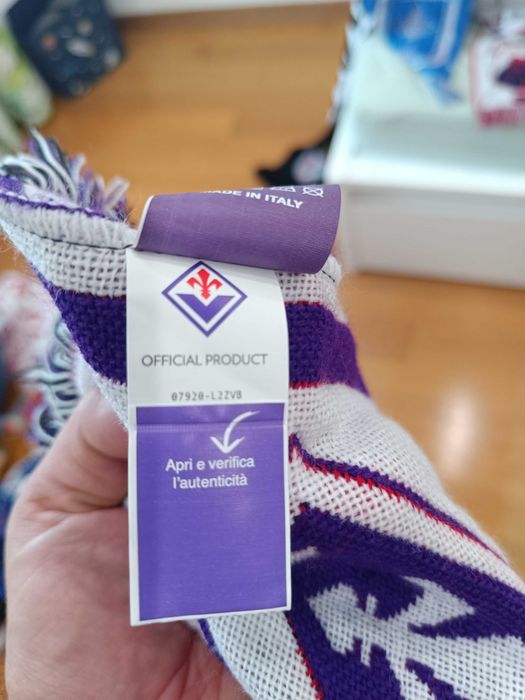 MADE IN ITALY
OFFICIAL PRODUCT
07920-L2ZVB
Apri e verifica
l'autenticità